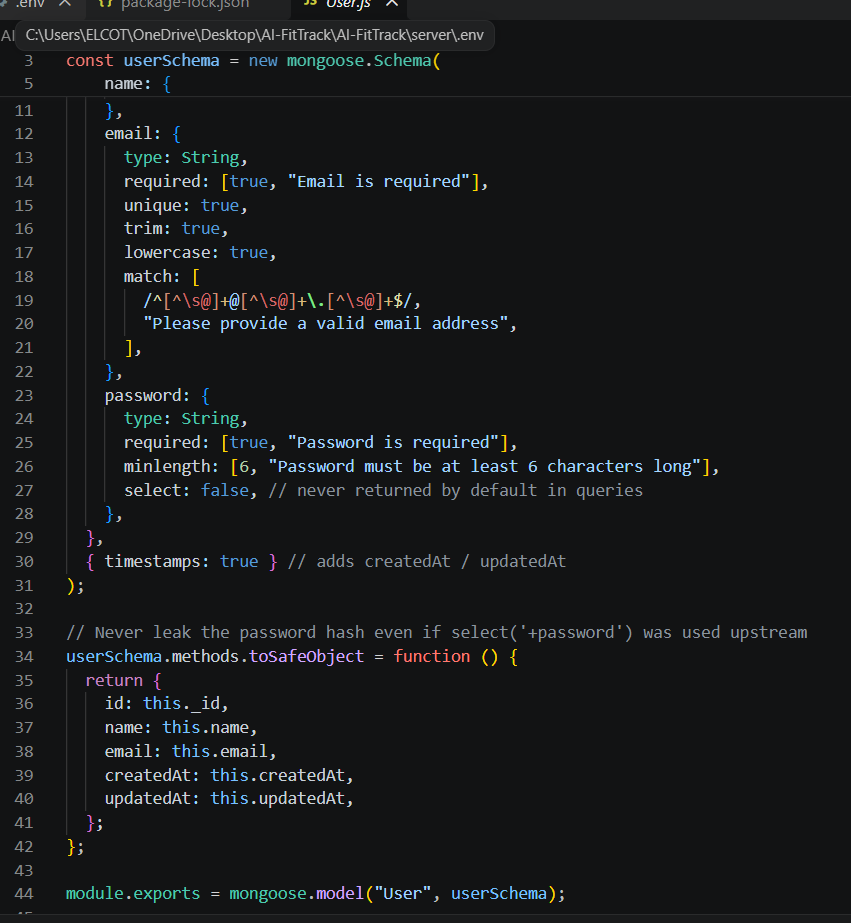 .env
{} package-lock.json
JS User.js
AI
C:\Users\ELCOT\OneDrive\Desktop\AI-FitTrack\AI-FitTrack\server\.env
3 const userSchema = new mongoose.Schema(
5 name: {
11 },
12 email: {
13 type: String,
14 required: [true, "Email is required"],
15 unique: true,
16 trim: true,
17 lowercase: true,
18 match: [
19 /^[^\s@]+@[^\s@]+\.[^\s@]+$/,
20 "Please provide a valid email address",
21 ],
22 },
23 password: {
24 type: String,
25 required: [true, "Password is required"],
26 minlength: [6, "Password must be at least 6 characters long"],
27 select: false, // never returned by default in queries
28 },
29 },
30 { timestamps: true } // adds createdAt / updatedAt
31 );
32
33 // Never leak the password hash even if select('+password') was used upstream
34 userSchema.methods.toSafeObject = function () {
35 return {
36 id: this._id,
37 name: this.name,
38 email: this.email,
39 createdAt: this.createdAt,
40 updatedAt: this.updatedAt,
41 };
42 };
43
44 module.exports = mongoose.model("User", userSchema);